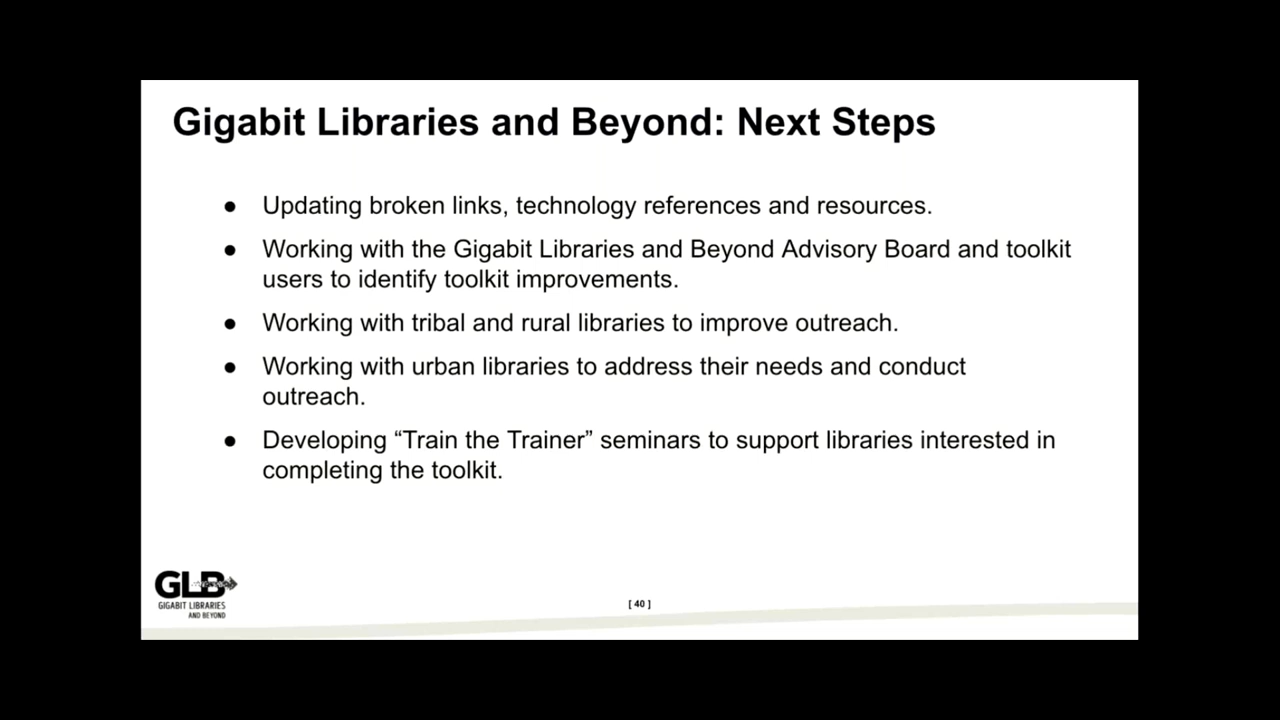 Gigabit Libraries and Beyond: Next Steps
● Updating broken links, technology references and resources.
● Working with the Gigabit Libraries and Beyond Advisory Board and toolkit
users to identify toolkit improvements.
● Working with tribal and rural libraries to improve outreach.
● Working with urban libraries to address their needs and conduct
outreach.
● Developing “Train the Trainer” seminars to support libraries interested in
completing the toolkit.
GLB
GIGABIT LIBRARIES
AND BEYOND
[ 40 ]